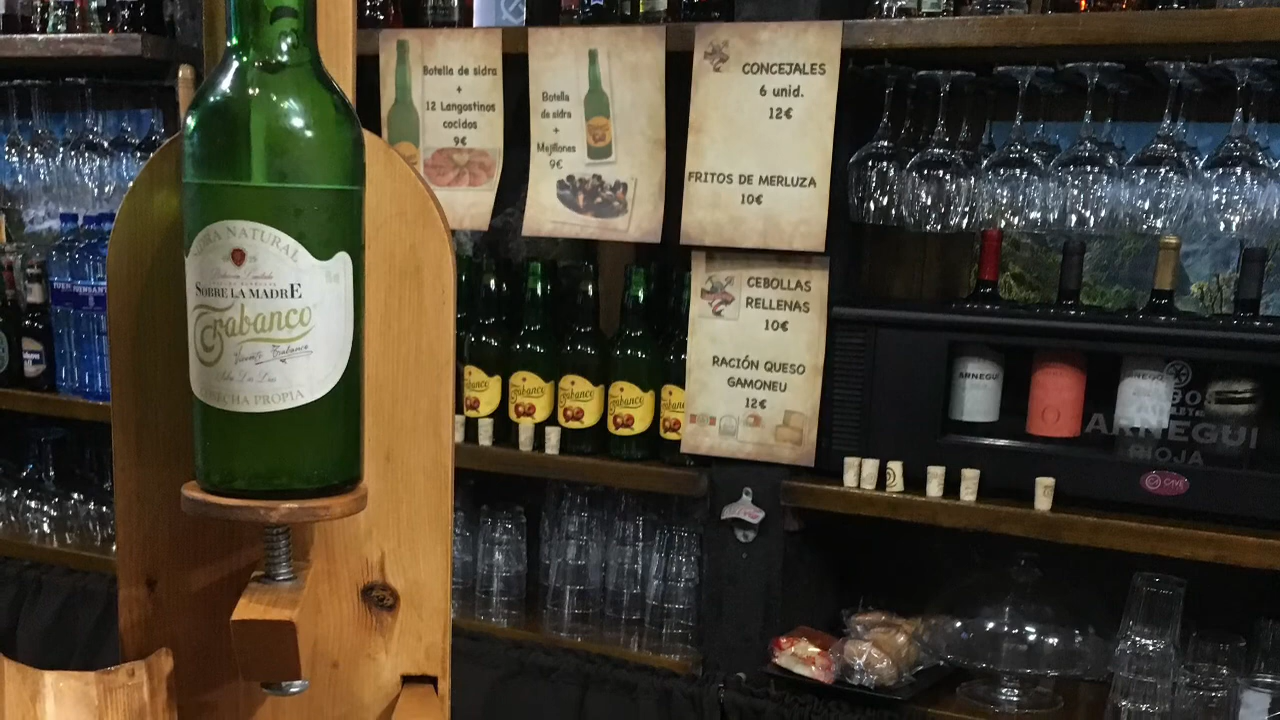 SIDRA NATURAL
SOBRE LA MADRE
Trabanco
Vicente Trabanco
COSECHA PROPIA
Botella de sidra
+
12 Langostinos
cocidos
9€
Botella
de sidra
+
Mejillones
9€
CONCEJALES
6 unid.
12€
FRITOS DE MERLUZA
10€
CEBOLLAS
RELLENAS
10€
RACIÓN QUESO
GAMONEU
12€
Trabanco
Trabanco
Trabanco
Trabanco
ARNEGUI
ARNEGUI
RIOJA
CAVE